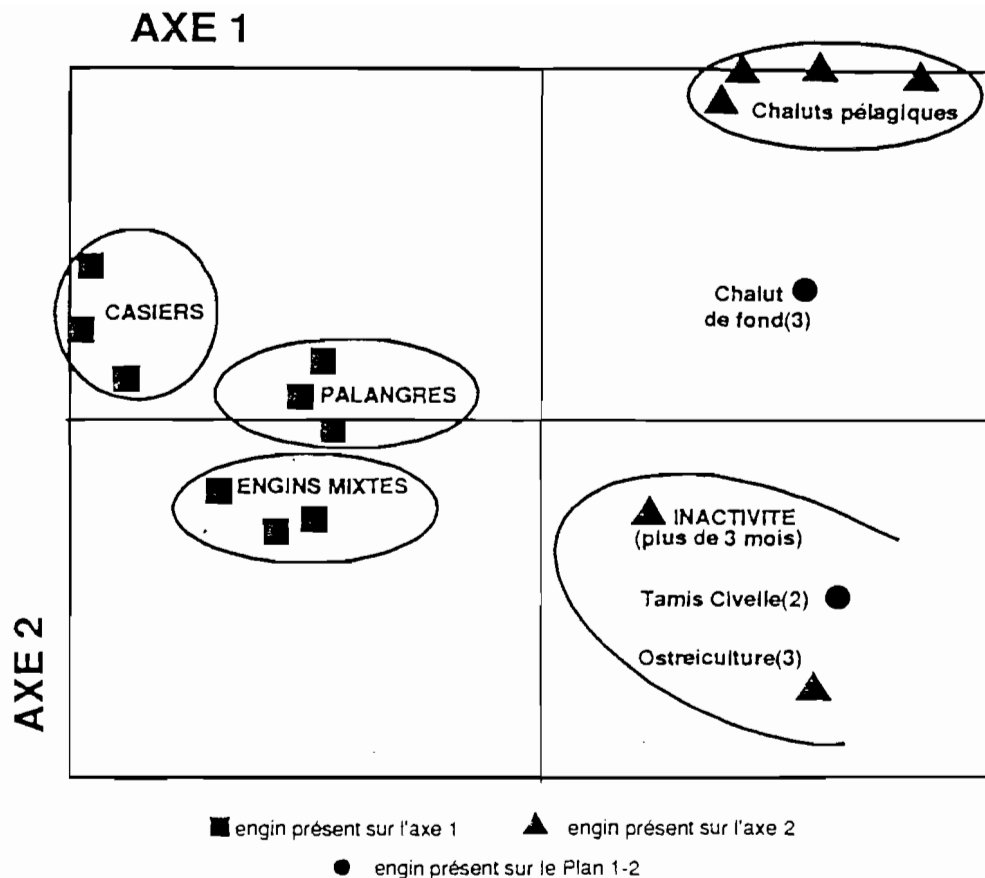 AXE 1
Chaluts pélagiques
CASIERS
Chalut
de fond(3)
PALANGRES
ENGINS MIXTES
INACTIVITE
(plus de 3 mois)
Tamis Civelle(2)
Ostreiculture(3)
AXE 2
engin présent sur l'axe 1
engin présent sur l'axe 2
engin présent sur le Plan 1-2